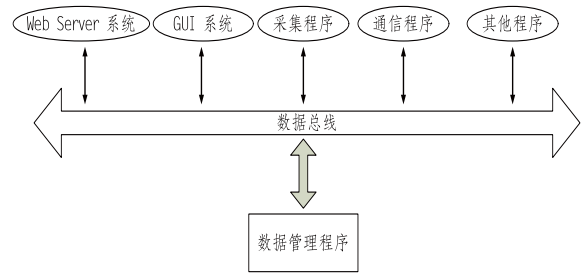 Web Server 系统
GUI 系统
采集程序
通信程序
其他程序
数据总线
数据管理程序